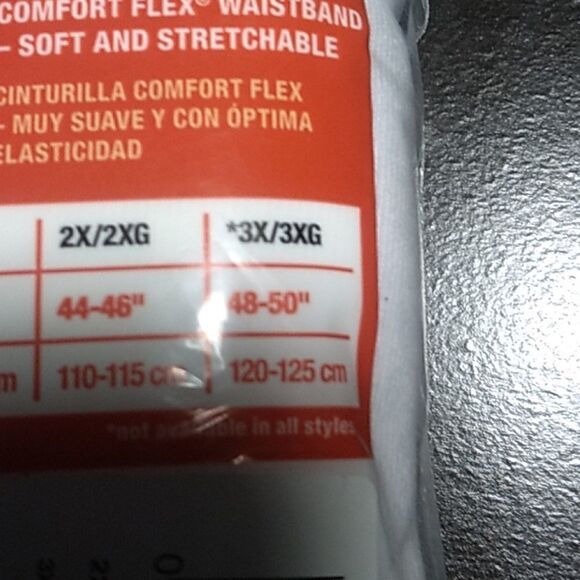 COMFORT FLEX® WAISTBAND
- SOFT AND STRETCHABLE
CINTURILLA COMFORT FLEX
- MUY SUAVE Y CON ÓPTIMA
ELASTICIDAD
2X/2XG *3X/3XG
44-46" 48-50"
m 110-115 cm 120-125 cm
*not available in all styles